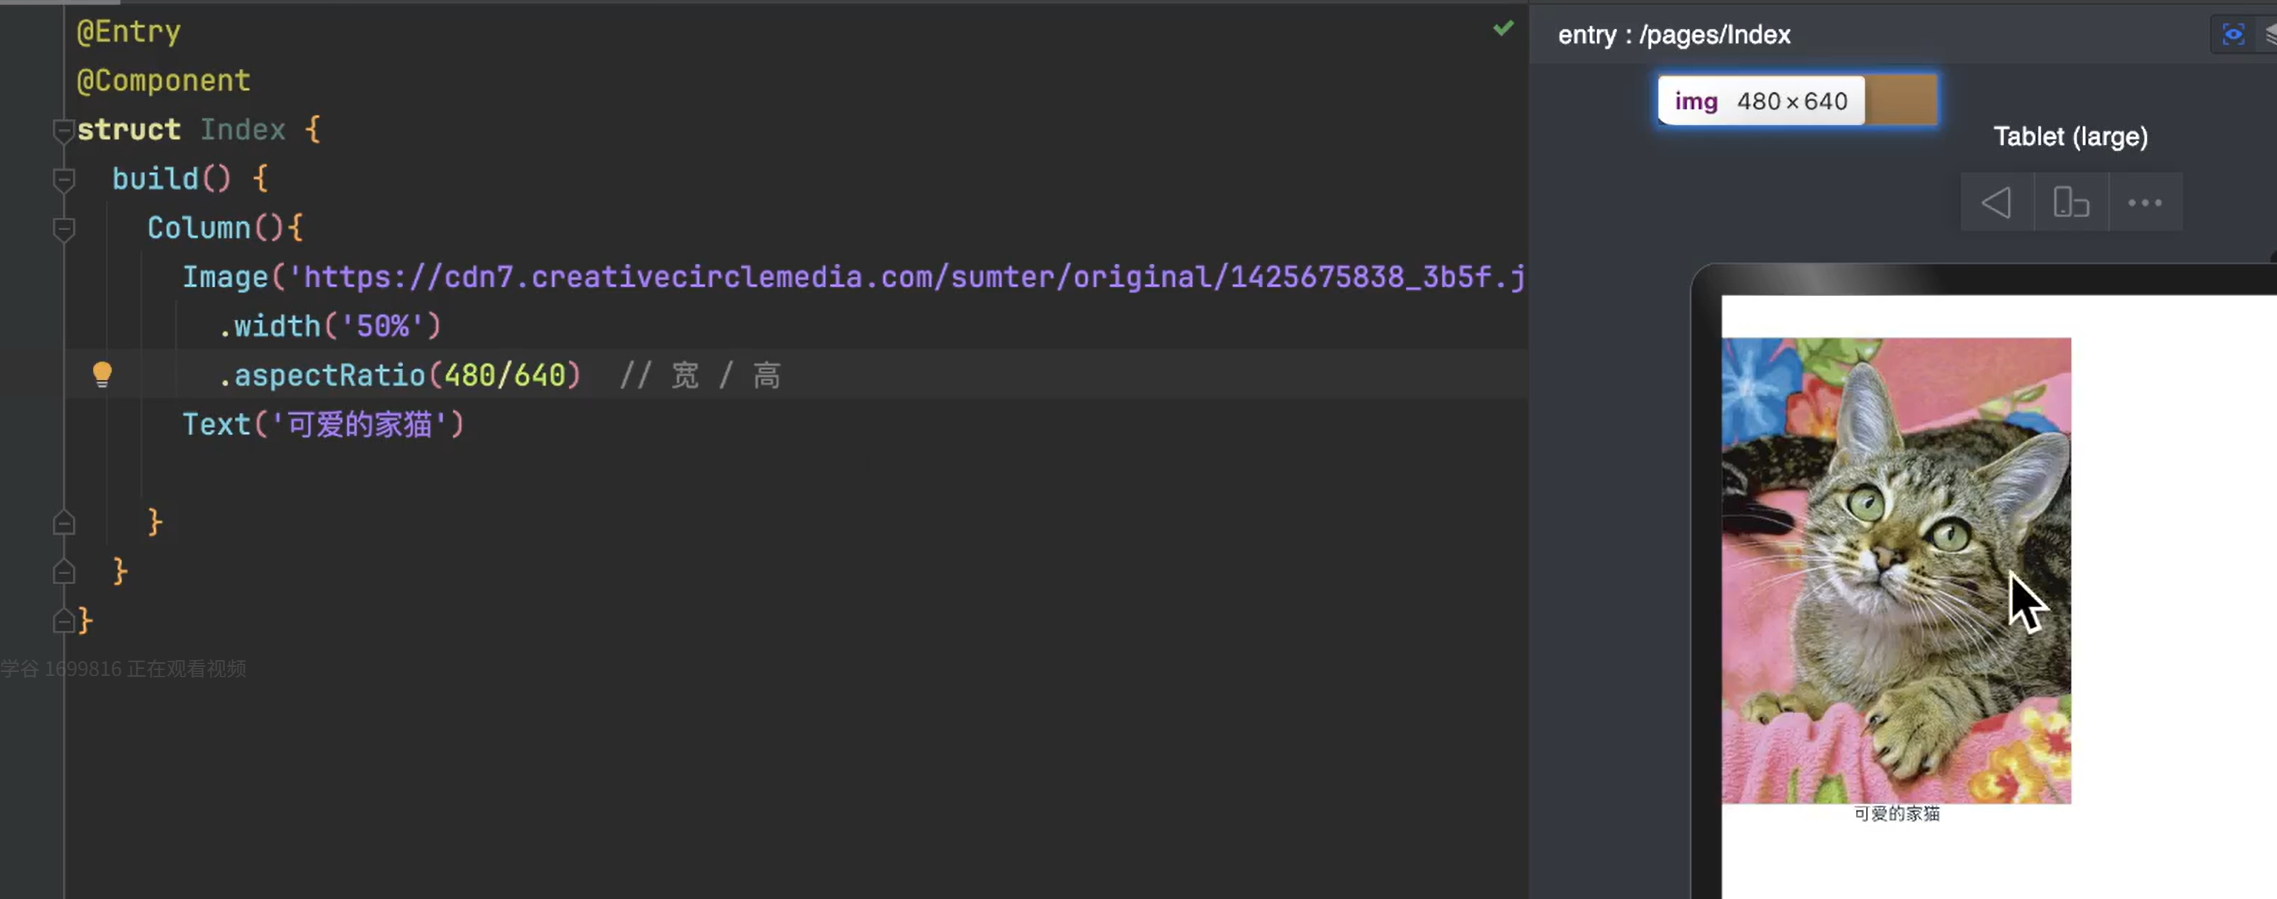 @Entry
@Component
struct Index {
build() {
Column(){
Image('https://cdn7.creativecirclemedia.com/sumter/original/1425675838_3b5f.j
.width('50%')
.aspectRatio(480/640)  // 宽 / 高
Text('可爱的家猫')
}
}
}
学谷 1699816 正在观看视频
entry : /pages/Index
img 480×640
Tablet (large)
可爱的家猫